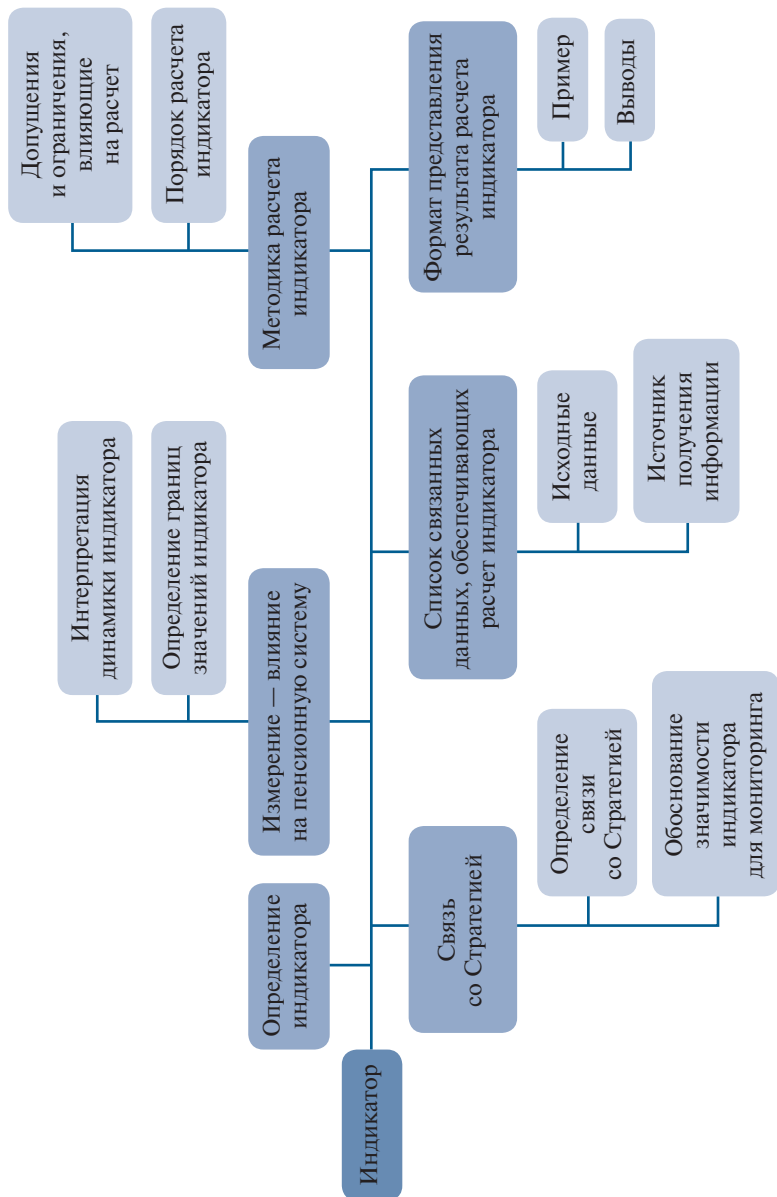 Индикатор
Определение
индикатора
Связь
со Стратегией
Определение
связи
со Стратегией
Обоснование
значимости
индикатора
для мониторинга
Измерение — влияние
на пенсионную систему
Интерпретация
динамики индикатора
Определение границ
значений индикатора
Список связанных
данных, обеспечивающих
расчет индикатора
Исходные
данные
Источник
получения
информации
Методика расчета
индикатора
Допущения
и ограничения,
влияющие
на расчет
Порядок расчета
индикатора
Формат представления
результата расчета
индикатора
Пример
Выводы